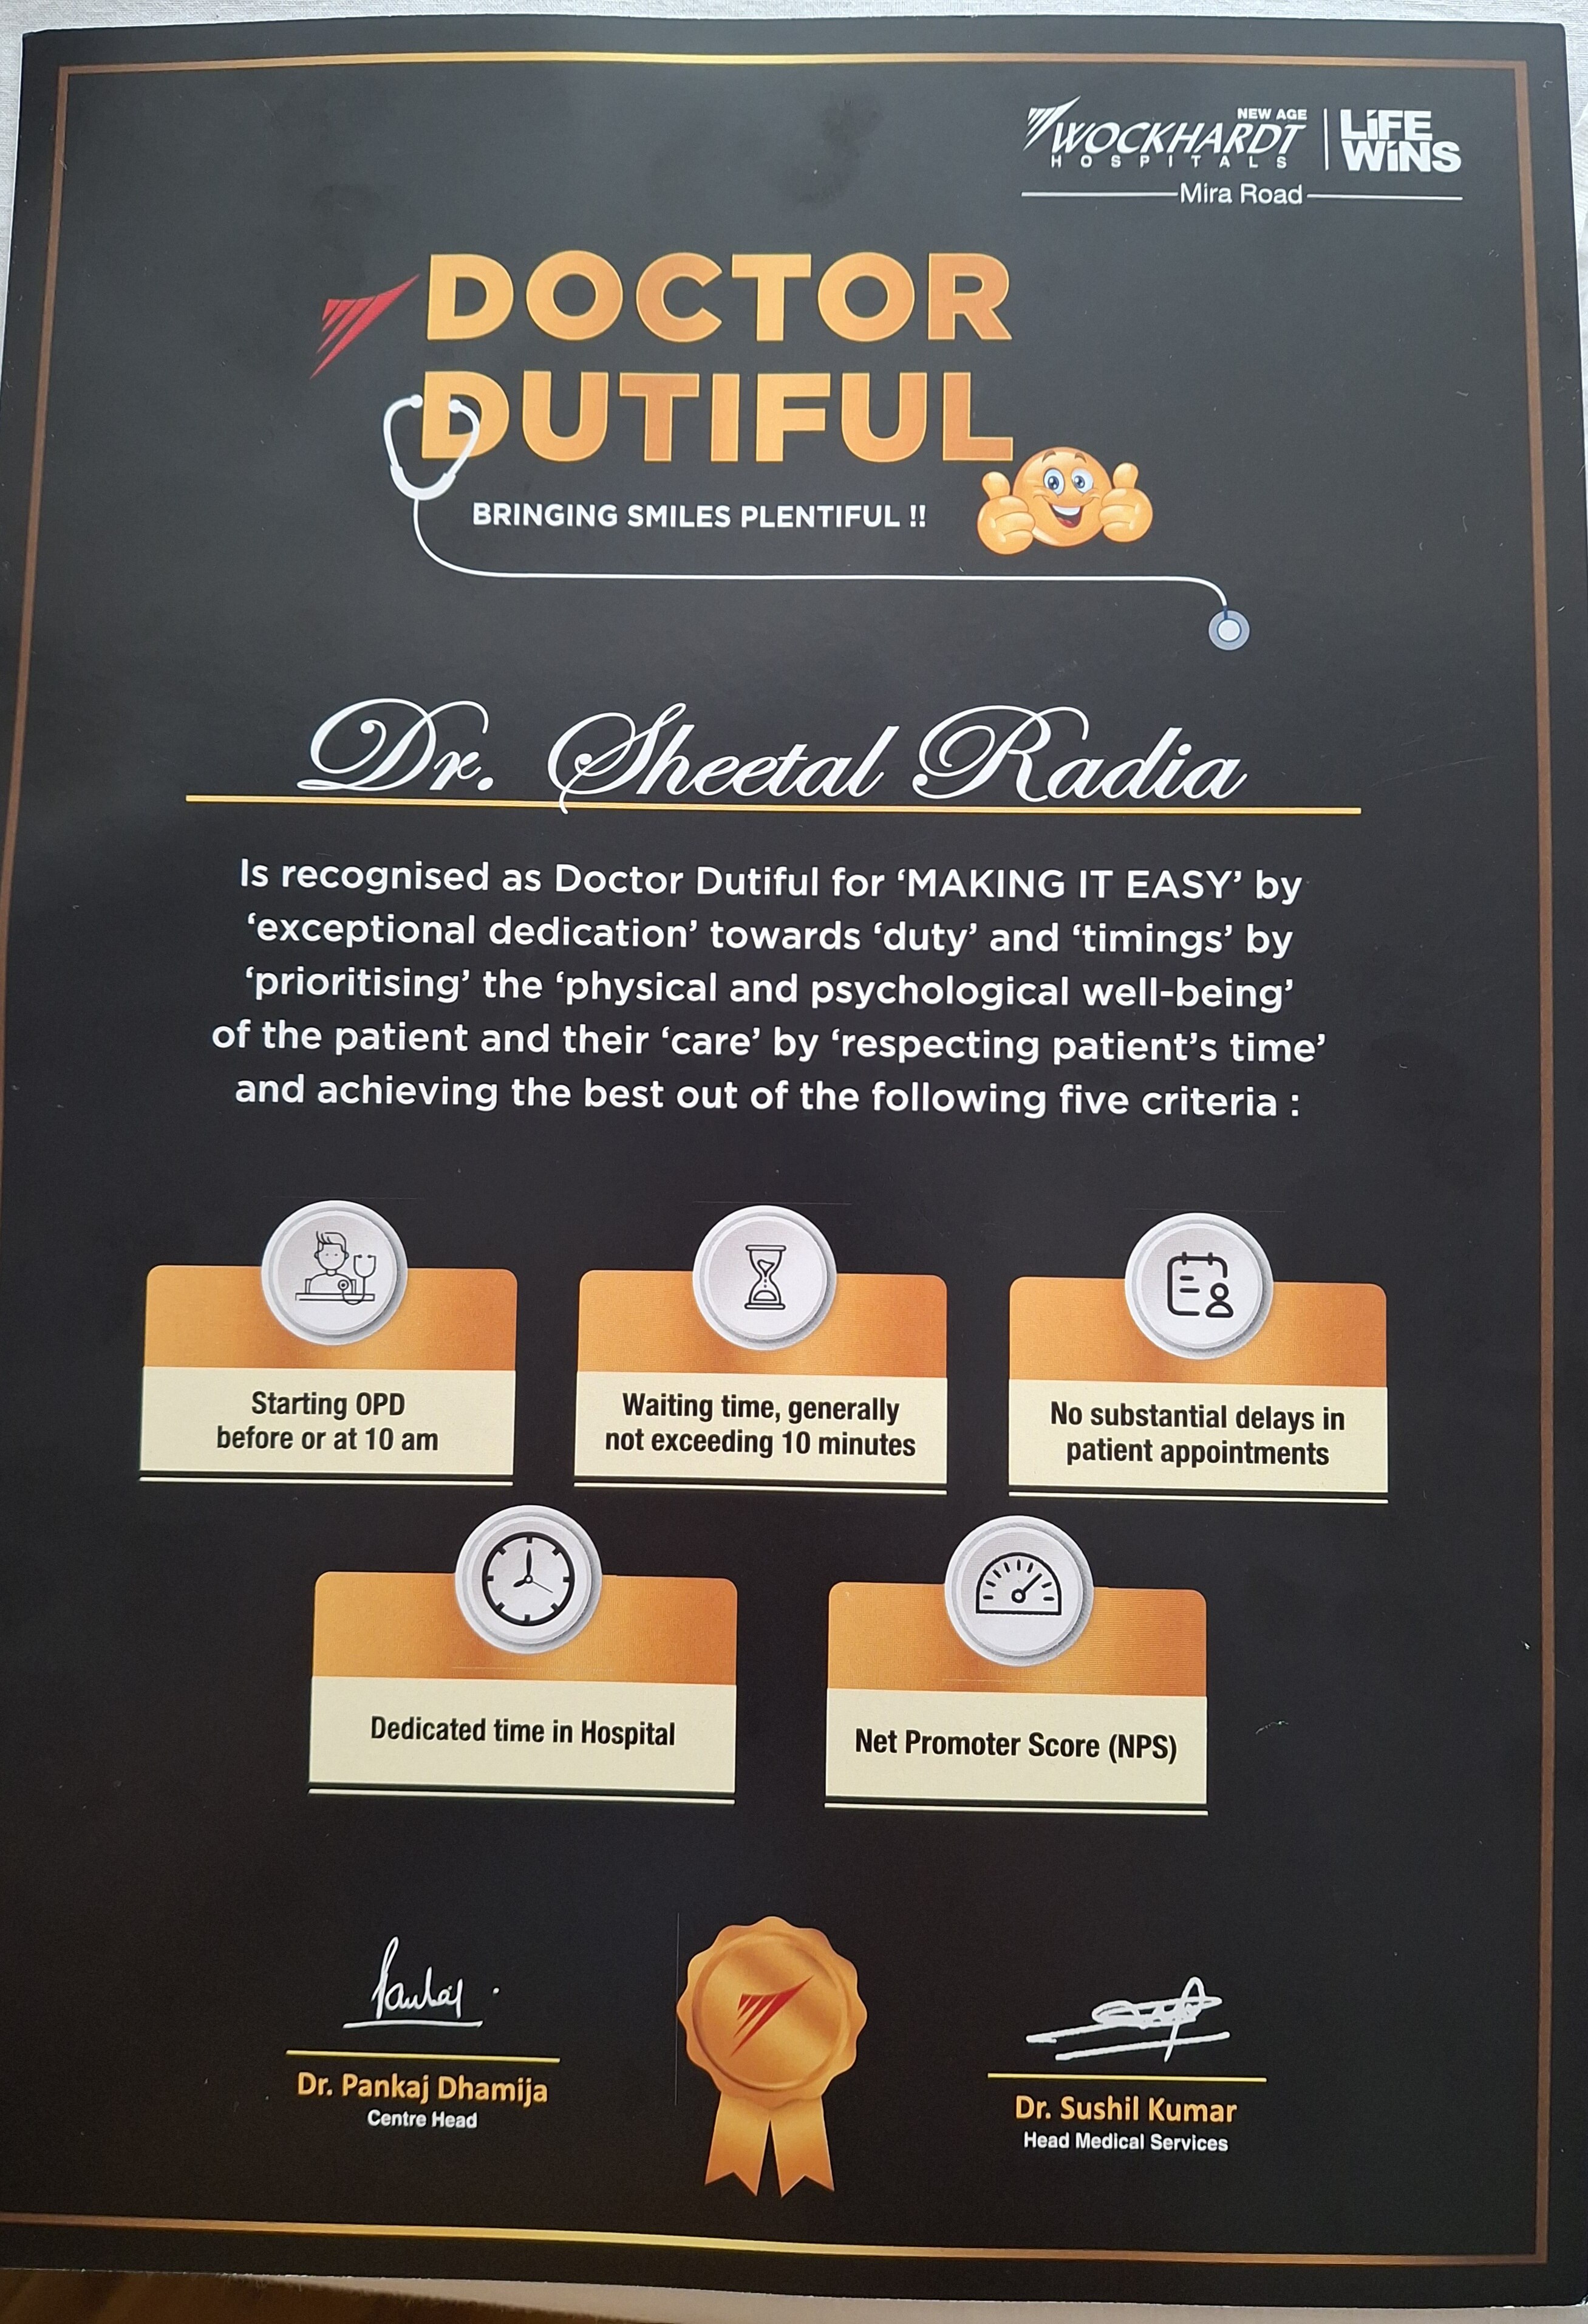 NEW AGE
WOCKHARDT
HOSPITALS
LiFE
WiNS
Mira Road
DOCTOR
DUTIFUL
BRINGING SMILES PLENTIFUL !!
Dr. Sheetal Radia
Is recognised as Doctor Dutiful for ‘MAKING IT EASY’ by
‘exceptional dedication’ towards ‘duty’ and ‘timings’ by
‘prioritising’ the ‘physical and psychological well-being’
of the patient and their ‘care’ by ‘respecting patient’s time’
and achieving the best out of the following five criteria :
Starting OPD
before or at 10 am
Waiting time, generally
not exceeding 10 minutes
No substantial delays in
patient appointments
Dedicated time in Hospital
Net Promoter Score (NPS)
Pankaj
Dr. Pankaj Dhamija
Centre Head
Dr. Sushil Kumar
Head Medical Services